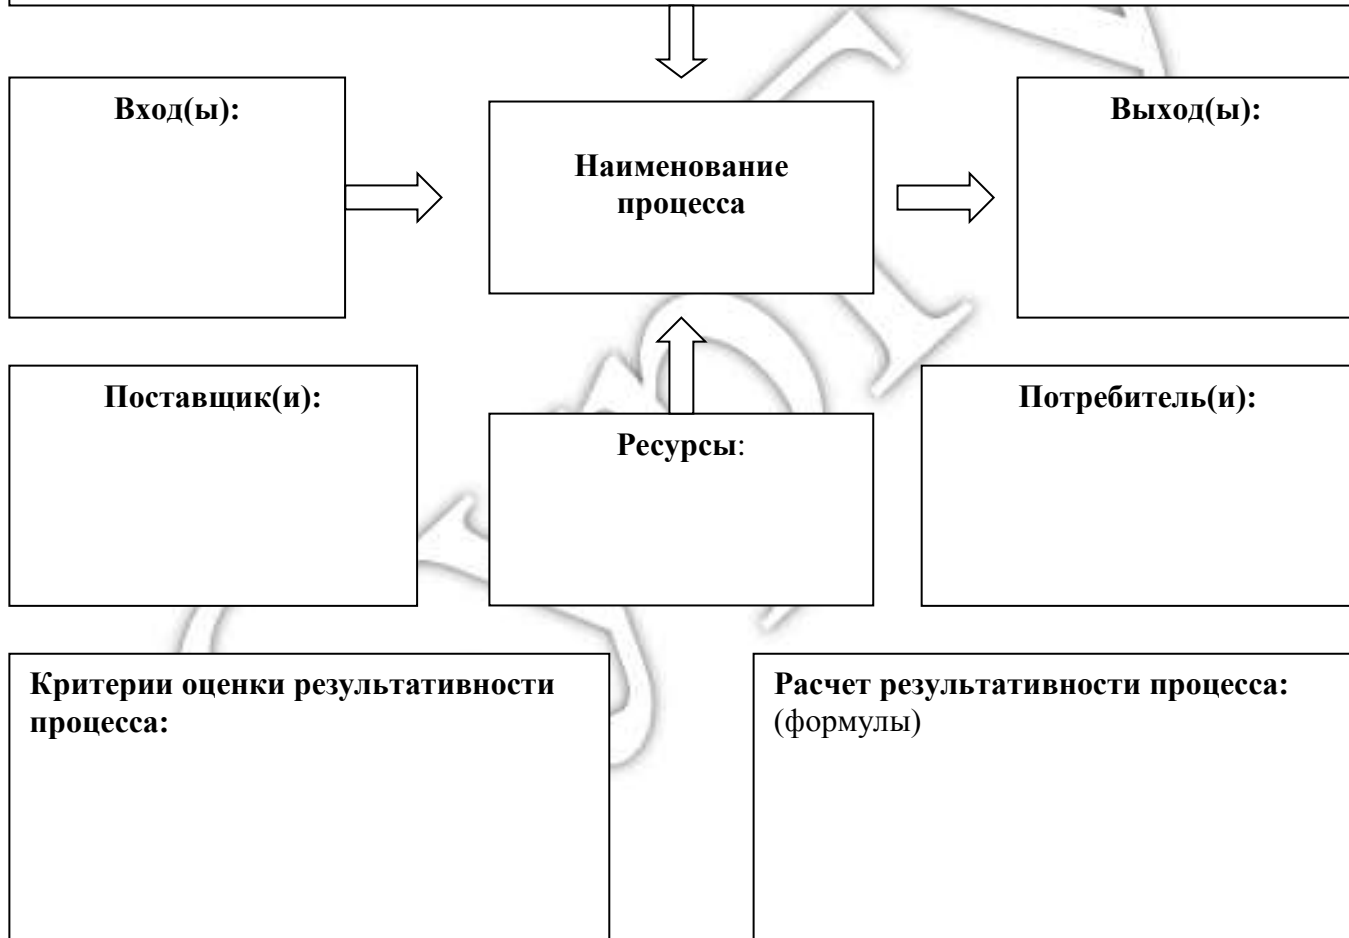 Вход(ы):
Выход(ы):
Наименование
процесса
Поставщик(и):
Потребитель(и):
Ресурсы:
Критерии оценки результативности
процесса:
Расчет результативности процесса:
(формулы)